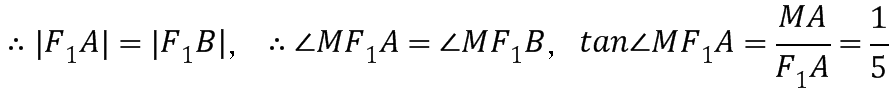 ∴ |F₁A| = |F₁B|, ∴ ∠MF₁A = ∠MF₁B, tan∠MF₁A = MA/F₁A = 1/5